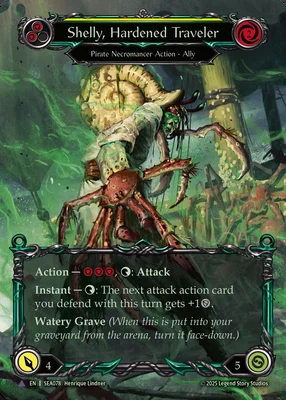 Shelly, Hardened Traveler
Pirate Necromancer Action - Ally
Action — , : Attack
Instant — : The next attack action card
you defend with this turn gets +1.
Watery Grave (When this is put into your
graveyard from the arena, turn it face-down.)
4
5
EN | SEA078 Henrique Lindner
© 2025 Legend Story Studios